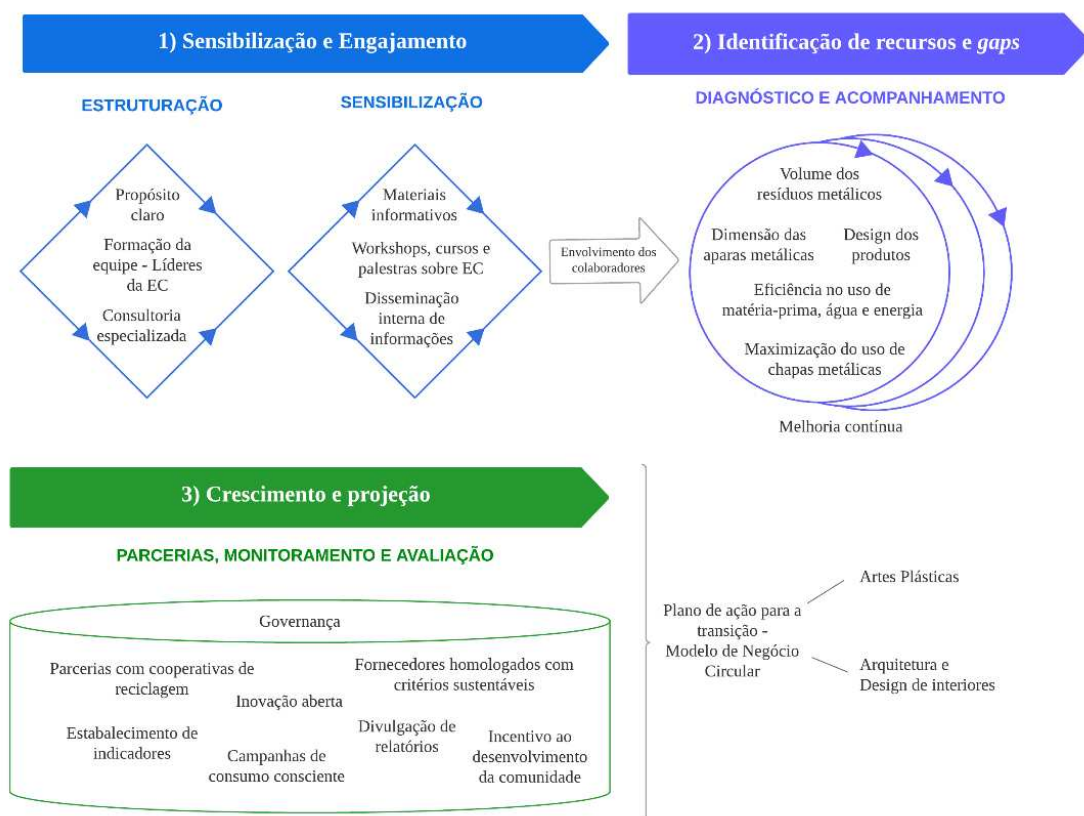 1) Sensibilização e Engajamento
2) Identificação de recursos e gaps
ESTRUTURAÇÃO
SENSIBILIZAÇÃO
DIAGNÓSTICO E ACOMPANHAMENTO
Propósito
claro
Formação da
equipe - Líderes
da EC
Consultoria
especializada
Materiais
informativos
Workshops, cursos e
palestras sobre EC
Disseminação
interna de
informações
Envolvimento dos
colaboradores
Volume dos
resíduos metálicos
Dimensão das
aparas metálicas
Design dos
produtos
Eficiência no uso de
matéria-prima, água e energia
Maximização do uso de
chapas metálicas
Melhoria contínua
3) Crescimento e projeção
PARCERIAS, MONITORAMENTO E AVALIAÇÃO
Governança
Parcerias com cooperativas de
reciclagem
Inovação aberta
Fornecedores homologados com
critérios sustentáveis
Estabalecimento de
indicadores
Campanhas de
consumo consciente
Divulgação de
relatórios
Incentivo ao
desenvolvimento
da comunidade
Plano de ação para a
transição -
Modelo de Negócio
Circular
Artes Plásticas
Arquitetura e
Design de interiores